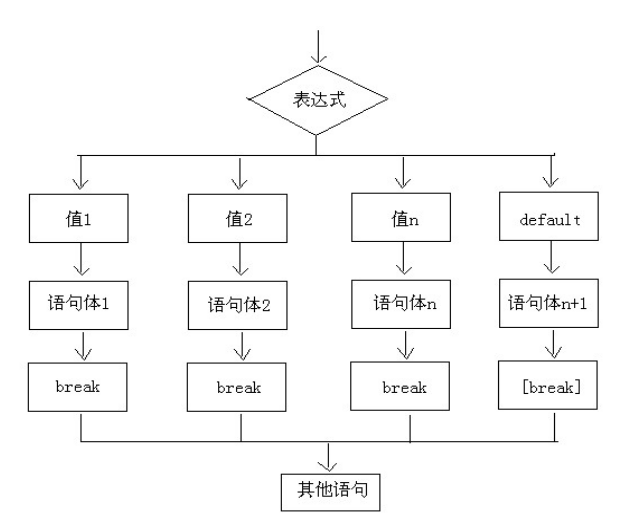 表达式
值1
值2
值n
default
语句体1
语句体2
语句体n
语句体n+1
break
break
break
[break]
其他语句